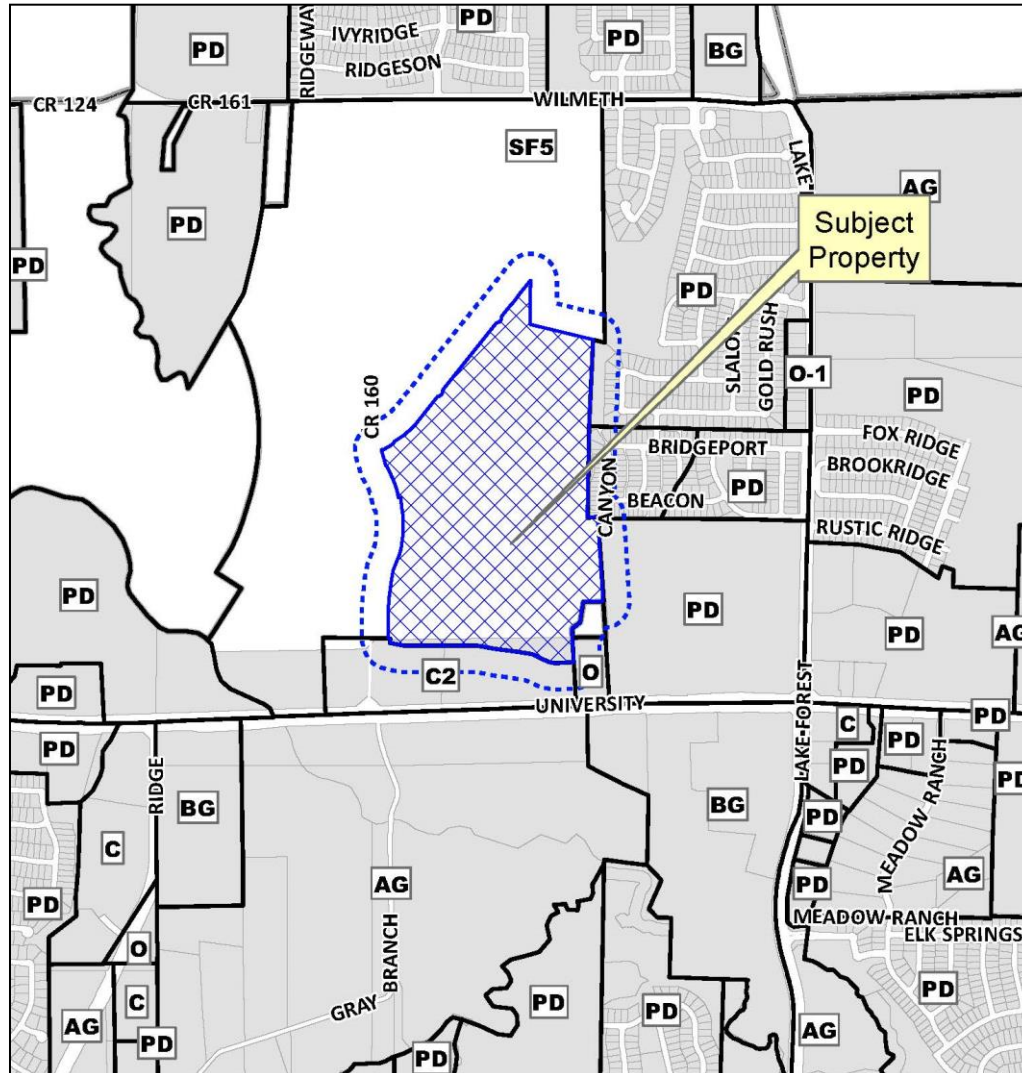 PD
IVYRIDGE
PD
RIDGEWAY
RIDGESON
PD
BG
CR 124
CR 161
WILMETH
SF5
LAKE
AG
PD
PD
Subject
Property
PD
SLALOM
GOLD RUSH
O-1
PD
CR 160
FOX RIDGE
BRIDGEPORT
BROOKRIDGE
CANYON
BEACON
PD
RUSTIC RIDGE
PD
PD
PD
AG
PD
C2
O
UNIVERSITY
LAKE FOREST
PD
PD
RIDGE
C
PD
PD
PD
BG
BG
PD
MEADOW RANCH
C
AG
PD
PD
AG
MEADOW RANCH
ELK SPRINGS
O
BRANCH
PD
C
GRAY
PD
PD
AG
PD
PD
AG